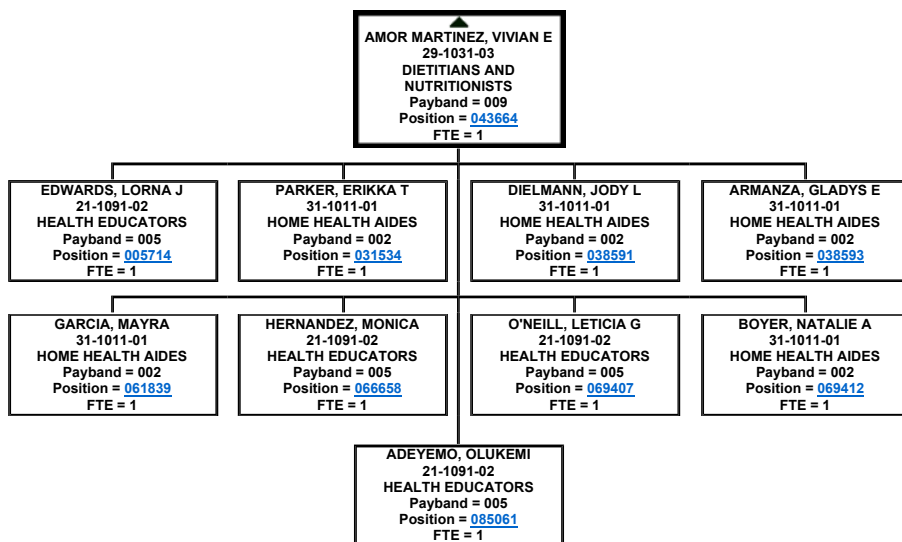 AMOR MARTINEZ, VIVIAN E
29-1031-03
DIETITIANS AND
NUTRITIONISTS
Payband = 009
Position = 043664
FTE = 1
EDWARDS, LORNA J
21-1091-02
HEALTH EDUCATORS
Payband = 005
Position = 005714
FTE = 1
PARKER, ERIKKA T
31-1011-01
HOME HEALTH AIDES
Payband = 002
Position = 031534
FTE = 1
DIELMANN, JODY L
31-1011-01
HOME HEALTH AIDES
Payband = 002
Position = 038591
FTE = 1
ARMANZA, GLADYS E
31-1011-01
HOME HEALTH AIDES
Payband = 002
Position = 038593
FTE = 1
GARCIA, MAYRA
31-1011-01
HOME HEALTH AIDES
Payband = 002
Position = 061839
FTE = 1
HERNANDEZ, MONICA
21-1091-02
HEALTH EDUCATORS
Payband = 005
Position = 066658
FTE = 1
O'NEILL, LETICIA G
21-1091-02
HEALTH EDUCATORS
Payband = 005
Position = 069407
FTE = 1
BOYER, NATALIE A
31-1011-01
HOME HEALTH AIDES
Payband = 002
Position = 069412
FTE = 1
ADEYEMO, OLUKEMI
21-1091-02
HEALTH EDUCATORS
Payband = 005
Position = 085061
FTE = 1